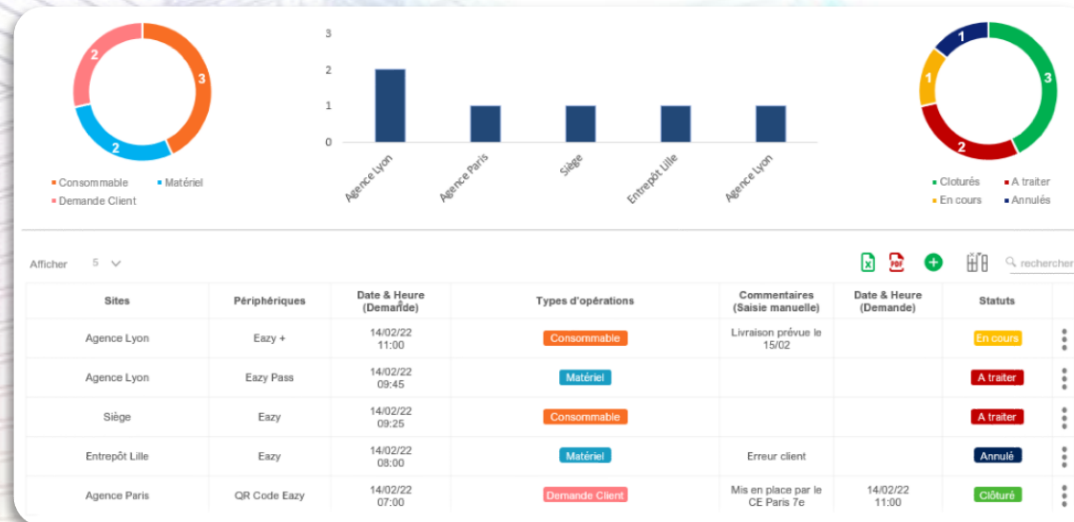 2
3
2
Consommable
Matériel
Demande Client
3
2
1
0
Agence Lyon
Agence Paris
Siège
Entrepôt Lille
Agence Lyon
1
1
3
2
Cloturés
A traiter
En cours
Annulés
Afficher 5
rechercher
Sites Périphériques Date & Heure (Demande) Types d'opérations Commentaires (Saisie manuelle) Date & Heure (Demande) Statuts
Agence Lyon Eazy + 14/02/22 11:00 Consommable Livraison prévue le 15/02 En cours
Agence Lyon Eazy Pass 14/02/22 09:45 Matériel A traiter
Siège Eazy 14/02/22 09:25 Consommable A traiter
Entrepôt Lille Eazy 14/02/22 08:00 Matériel Erreur client Annulé
Agence Paris QR Code Eazy 14/02/22 07:00 Demande Client Mis en place par le CE Paris 7e 14/02/22 11:00 Clôturé